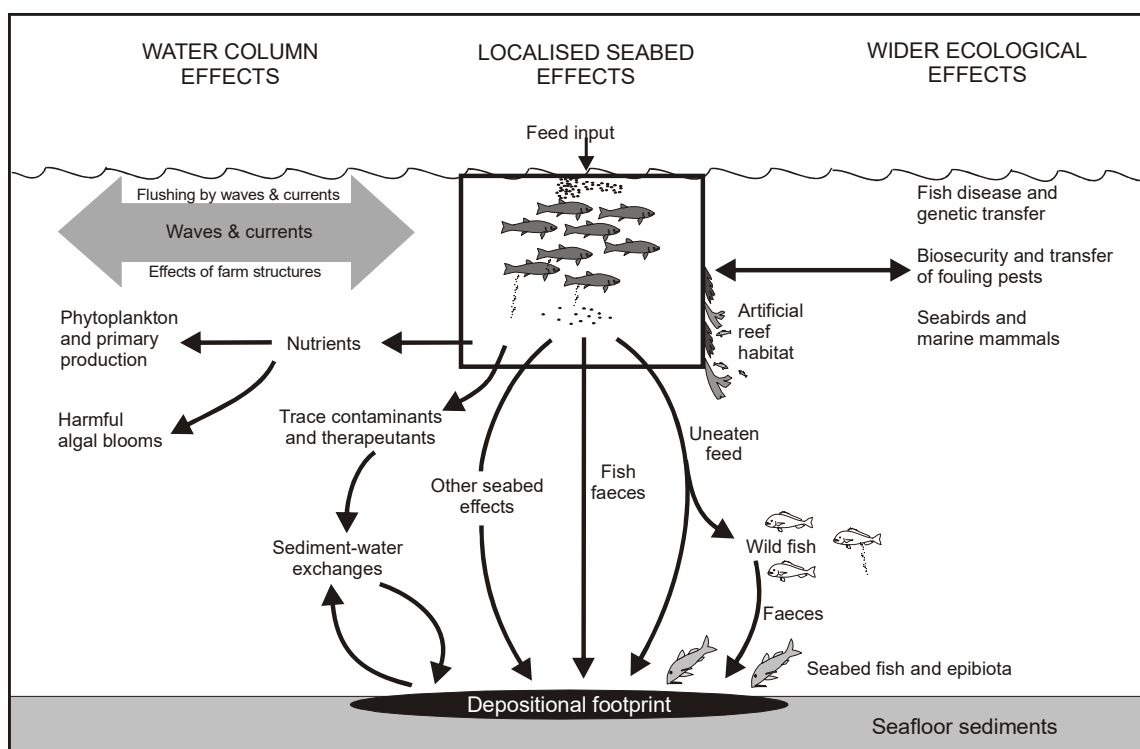 WATER COLUMN
EFFECTS
LOCALISED SEABED
EFFECTS
WIDER ECOLOGICAL
EFFECTS
Feed input
Flushing by waves & currents
Waves & currents
Effects of farm structures
Fish disease and
genetic transfer
Biosecurity and transfer
of fouling pests
Seabirds and
marine mammals
Artificial
reef
habitat
Phytoplankton
and primary
production
Nutrients
Harmful
algal blooms
Trace contaminants
and therapeutants
Other seabed
effects
Fish
faeces
Uneaten
feed
Sediment-water
exchanges
Wild fish
Faeces
Seabed fish and epibiota
Depositional footprint
Seafloor sediments